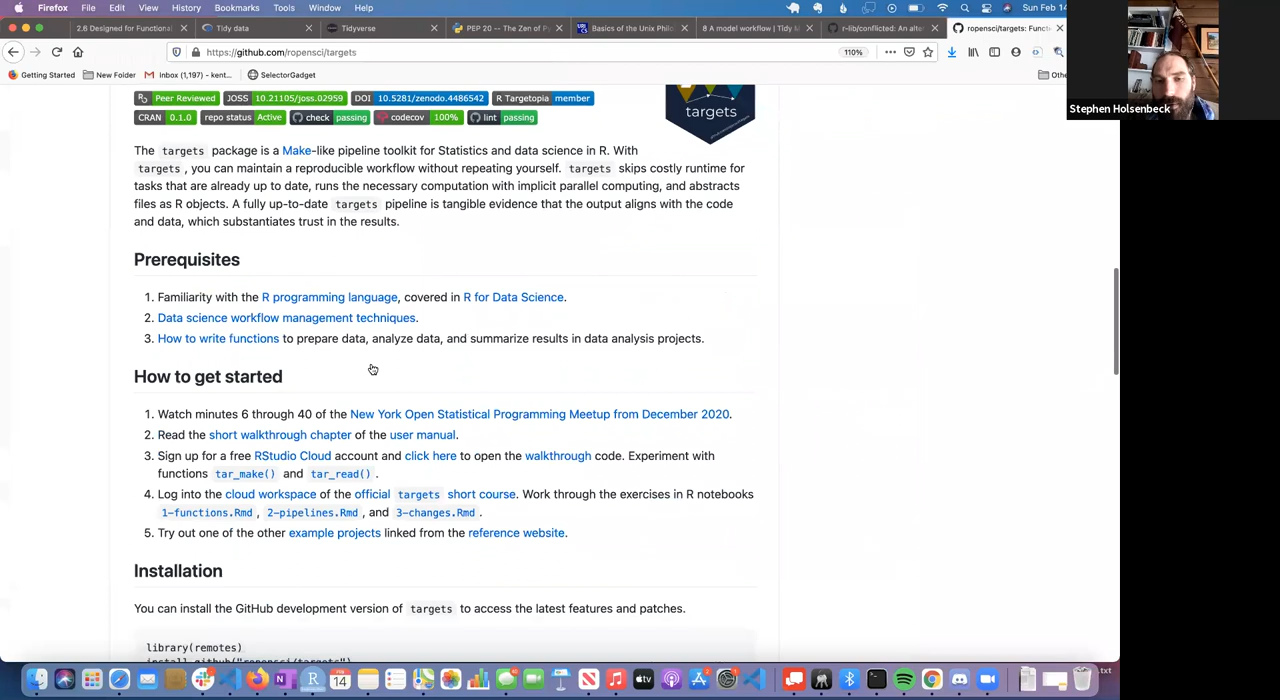 Firefox File Edit View History Bookmarks Tools Window Help Sun Feb 14
2.6 Designed for Functional Tidy data Tidyverse PEP 20 -- The Zen of Py Basics of the Unix Philo 8 A model workflow | Tidy M r-lib/conflicted: An alte ropensci/targets: Functi
https://github.com/ropensci/targets 110%
Getting Started New Folder Inbox (1,197) - kent... SelectorGadget Othe
Stephen Holsenbeck
Peer Reviewed JOSS 10.21105/joss.02959 DOI 10.5281/zenodo.4486542 R Targetopia member
CRAN 0.1.0 repo status Active check passing codecov 100% lint passing
targets
The targets package is a Make-like pipeline toolkit for Statistics and data science in R. With
targets , you can maintain a reproducible workflow without repeating yourself. targets skips costly runtime for
tasks that are already up to date, runs the necessary computation with implicit parallel computing, and abstracts
files as R objects. A fully up-to-date targets pipeline is tangible evidence that the output aligns with the code
and data, which substantiates trust in the results.
Prerequisites
1. Familiarity with the R programming language, covered in R for Data Science.
2. Data science workflow management techniques.
3. How to write functions to prepare data, analyze data, and summarize results in data analysis projects.
How to get started
1. Watch minutes 6 through 40 of the New York Open Statistical Programming Meetup from December 2020.
2. Read the short walkthrough chapter of the user manual.
3. Sign up for a free RStudio Cloud account and click here to open the walkthrough code. Experiment with
functions tar_make() and tar_read() .
4. Log into the cloud workspace of the official targets short course. Work through the exercises in R notebooks
1-functions.Rmd , 2-pipelines.Rmd , and 3-changes.Rmd .
5. Try out one of the other example projects linked from the reference website.
Installation
You can install the GitHub development version of targets to access the latest features and patches.
library(remotes)
install_github("ropensci/targets")
.txt